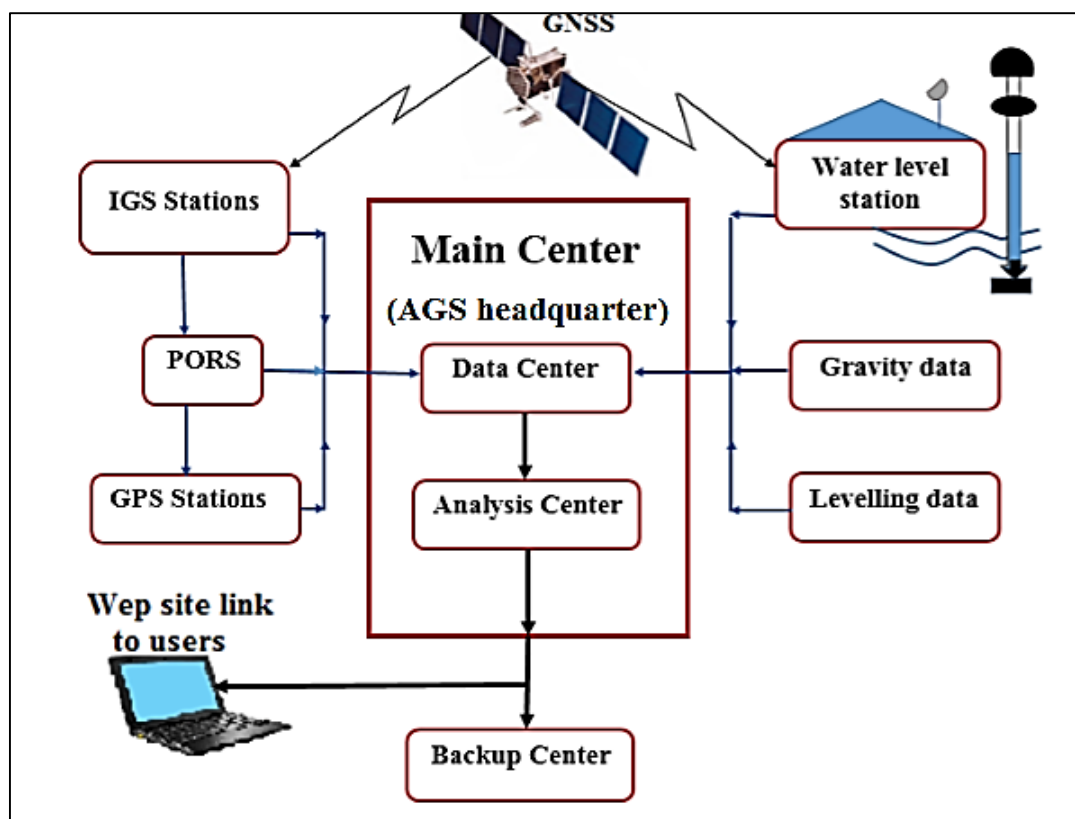 GNSS
IGS Stations
Water level
station
Main Center
(AGS headquarter)
PORS
Data Center
Gravity data
GPS Stations
Analysis Center
Levelling data
Wep site link
to users
Backup Center